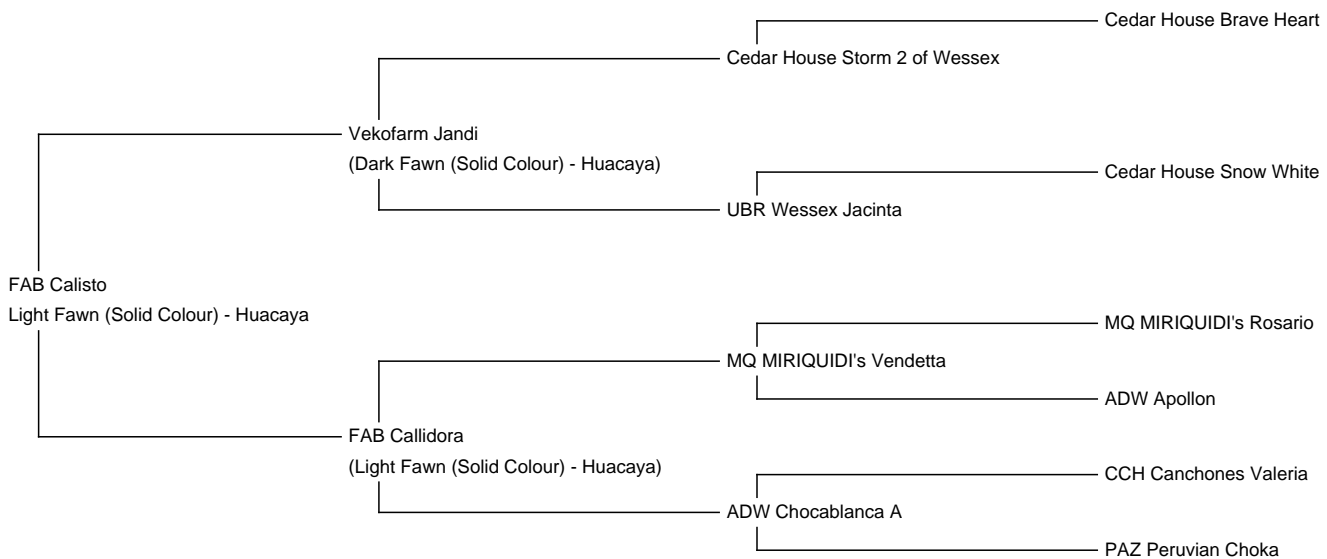 Cedar House Brave Heart
Cedar House Storm 2 of Wessex
Vekofarm Jandi
(Dark Fawn (Solid Colour) - Huacaya)
Cedar House Snow White
UBR Wessex Jacinta
FAB Calisto
Light Fawn (Solid Colour) - Huacaya
MQ MIRIQUIDI's Rosario
MQ MIRIQUIDI's Vendetta
ADW Apollon
FAB Callidora
(Light Fawn (Solid Colour) - Huacaya)
CCH Canchones Valeria
ADW Chocablanca A
PAZ Peruvian Choka